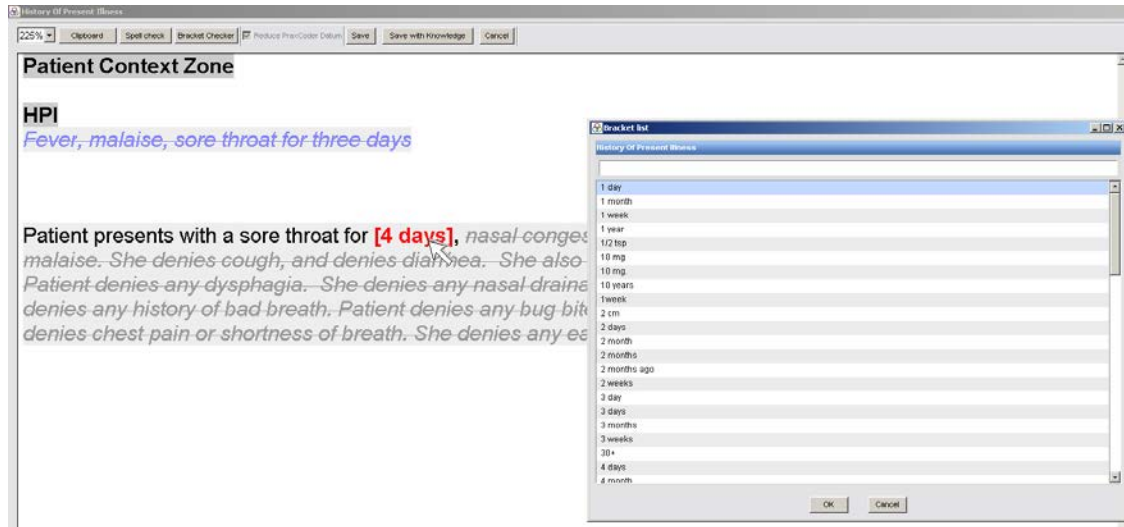 History Of Present Illness
225% Clipboard Spell check Bracket Checker Reduce PraxCoder Datum Save Save with Knowledge Cancel
Patient Context Zone
HPI
Fever, malaise, sore throat for three days
Patient presents with a sore throat for [4 days], nasal conges
malaise. She denies cough, and denies diarrhea. She also
Patient denies any dysphagia. She denies any nasal draina
denies any history of bad breath. Patient denies any bug bit
denies chest pain or shortness of breath. She denies any ea
Bracket list
History Of Present Illness
1 day
1 month
1 week
1 year
1/2 tsp
10 mg
10 mg.
10 years
1week
2 cm
2 days
2 month
2 months
2 months ago
2 weeks
3 day
3 days
3 months
3 weeks
30+
4 days
4 month
OK Cancel